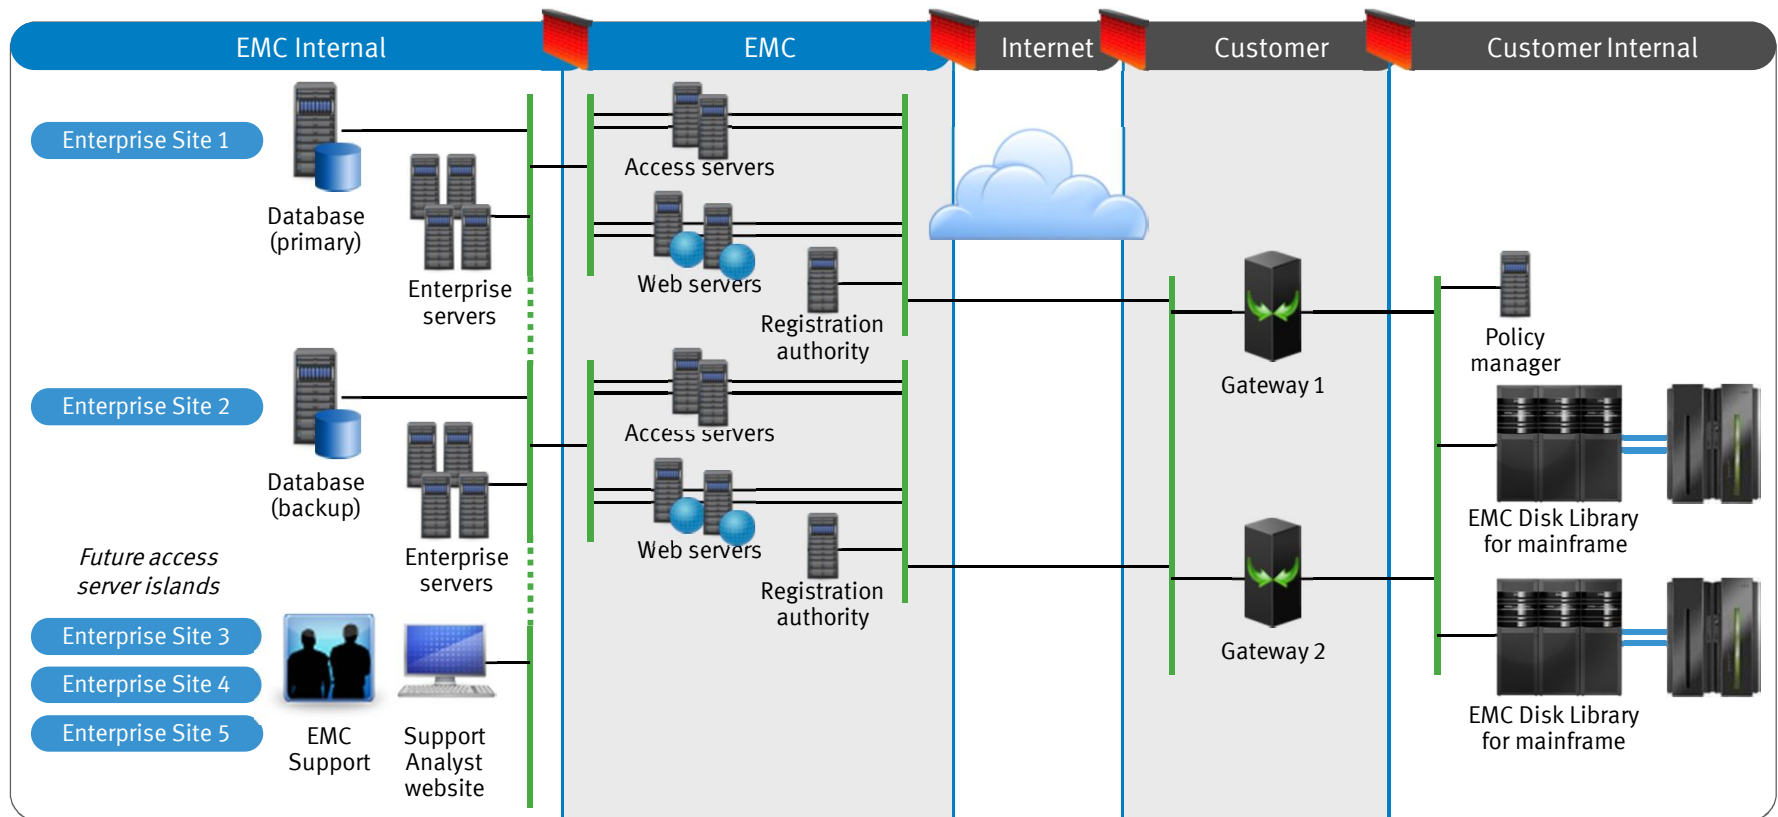 EMC Internal
EMC
Internet
Customer
Customer Internal
Enterprise Site 1
Database
(primary)
Enterprise
servers
Access servers
Web servers
Registration
authority
Gateway 1
Policy
manager
Enterprise Site 2
Database
(backup)
Enterprise
servers
Access servers
Web servers
Registration
authority
Gateway 2
EMC Disk Library
for mainframe
EMC Disk Library
for mainframe
Future access
server islands
Enterprise Site 3
Enterprise Site 4
Enterprise Site 5
EMC
Support
Support
Analyst
website